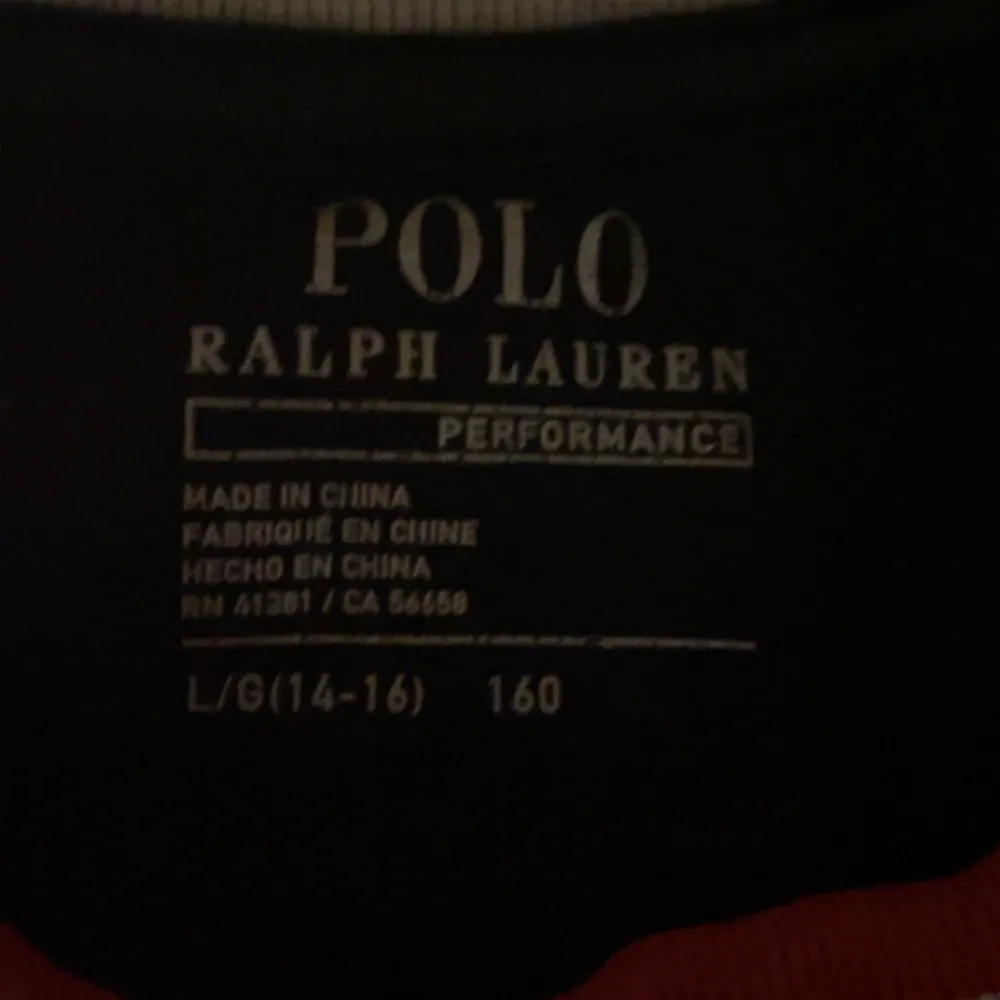 POLO
RALPH LAUREN
PERFORMANCE
MADE IN CHINA
FABRIQUÉ EN CHINE
HECHO EN CHINA
RN 41381 / CA 56658
L/G(14-16) 160